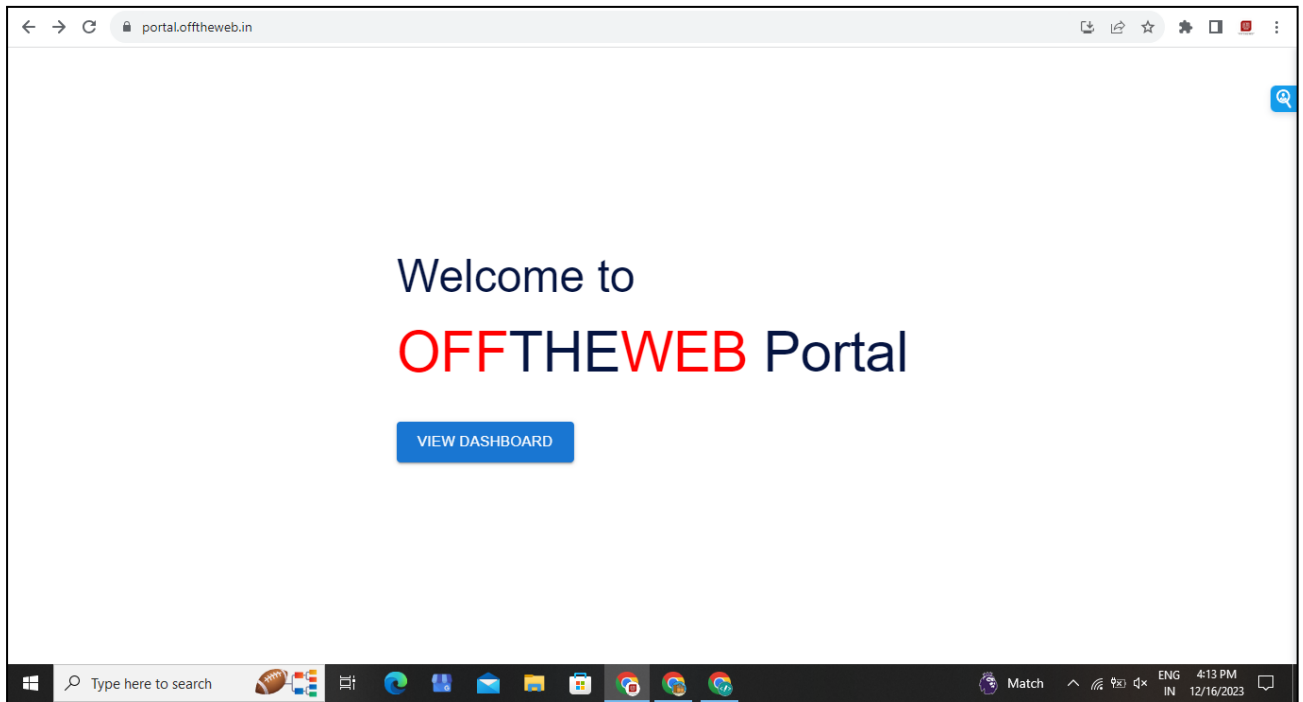 portal.offtheweb.in
Welcome to
OFFTHEWEB Portal
VIEW DASHBOARD
Type here to search
Match
ENG
4:13 PM
IN
12/16/2023